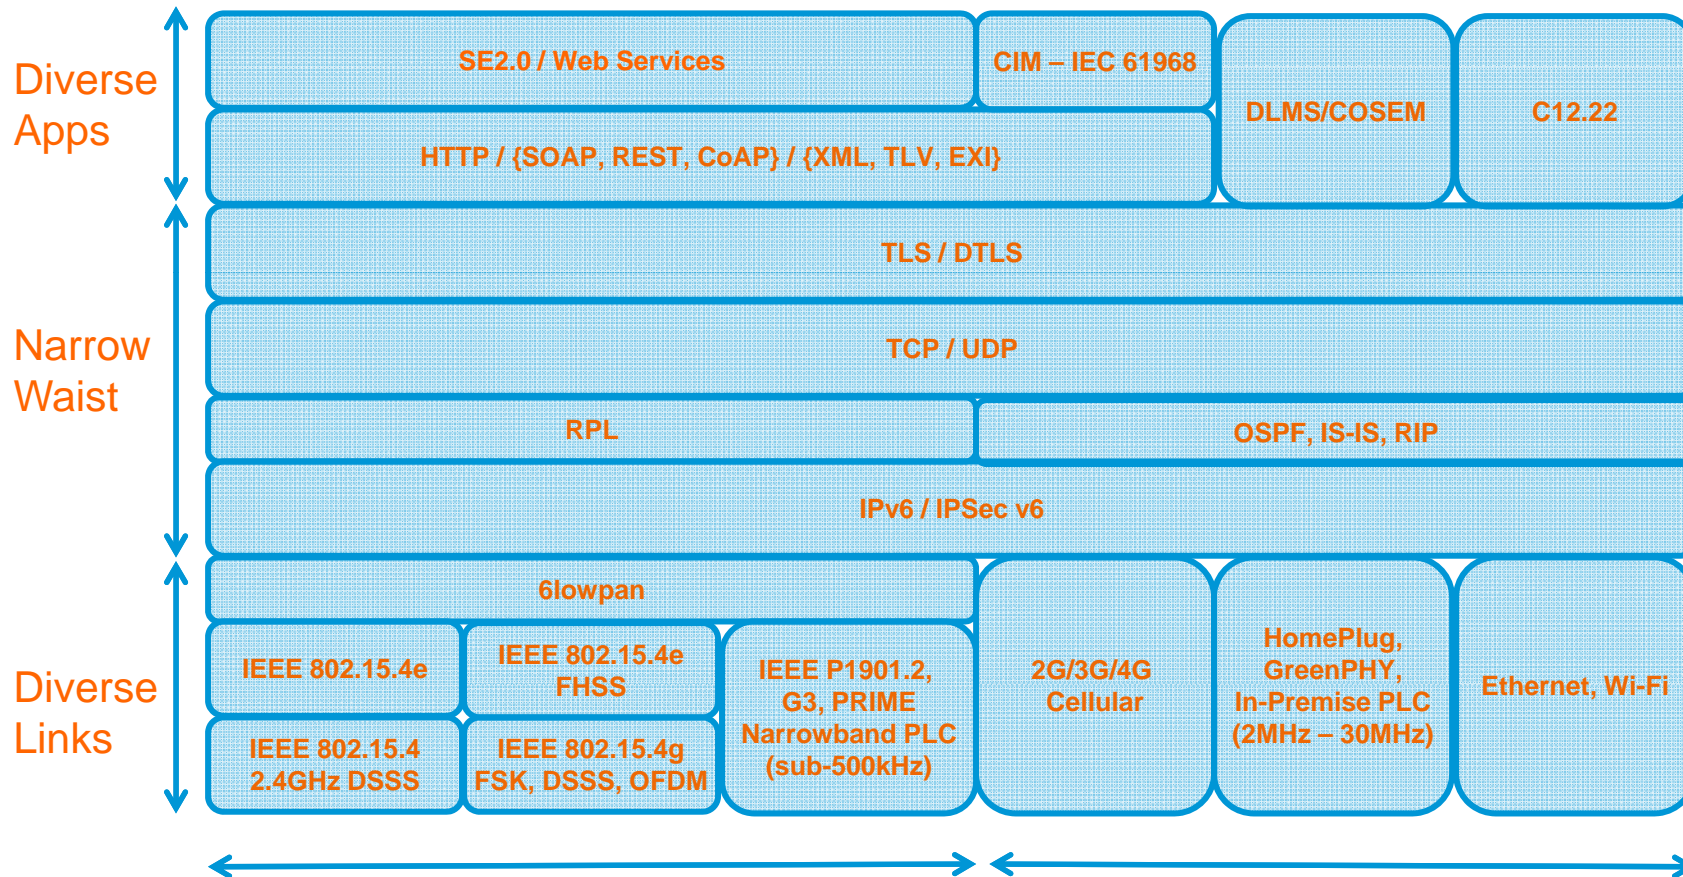 Diverse
Apps
SE2.0 / Web Services
CIM – IEC 61968
DLMS/COSEM
C12.22
HTTP / {SOAP, REST, CoAP} / {XML, TLV, EXI}
Narrow
Waist
TLS / DTLS
TCP / UDP
RPL
OSPF, IS-IS, RIP
IPv6 / IPSec v6
Diverse
Links
6lowpan
IEEE 802.15.4e
IEEE 802.15.4e
FHSS
IEEE 802.15.4
2.4GHz DSSS
IEEE 802.15.4g
FSK, DSSS, OFDM
IEEE P1901.2,
G3, PRIME
Narrowband PLC
(sub-500kHz)
2G/3G/4G
Cellular
HomePlug,
GreenPHY,
In-Premise PLC
(2MHz – 30MHz)
Ethernet, Wi-Fi